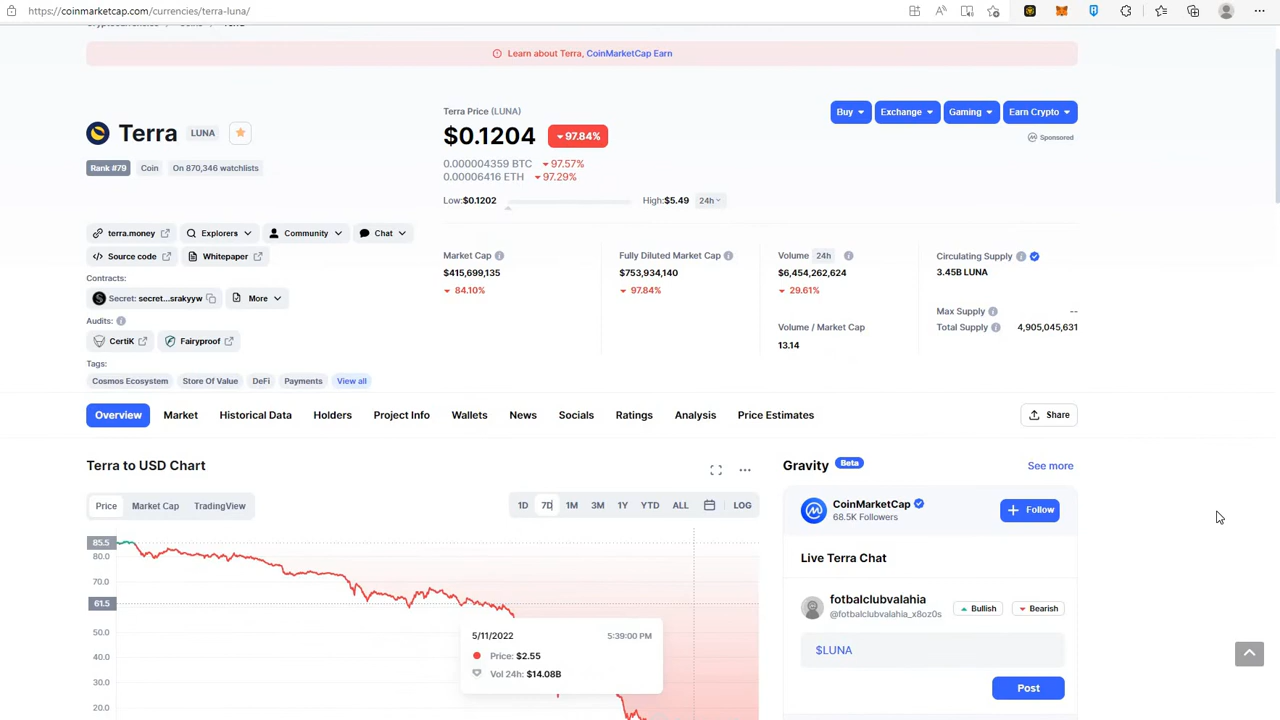 https://coinmarketcap.com/currencies/terra-luna/
Learn about Terra, CoinMarketCap Earn
Terra LUNA
Rank #79 Coin On 870,346 watchlists
terra.money Explorers Community Chat
Source code Whitepaper
Contracts:
Secret: secret...srakyyw More
Audits:
CertiK Fairyproof
Tags:
Cosmos Ecosystem Store Of Value DeFi Payments View all
Terra Price (LUNA)
$0.1204 97.84%
0.000004359 BTC 97.57%
0.00006416 ETH 97.29%
Low:$0.1202 High:$5.49 24h
Buy Exchange Gaming Earn Crypto
Sponsored
Market Cap
$415,699,135
84.10%
Fully Diluted Market Cap
$753,934,140
97.84%
Volume 24h
$6,454,262,624
29.61%
Volume / Market Cap
13.14
Circulating Supply
3.45B LUNA
Max Supply --
Total Supply 4,905,045,631
Overview Market Historical Data Holders Project Info Wallets News Socials Ratings Analysis Price Estimates Share
Terra to USD Chart
Price Market Cap TradingView 1D 7D 1M 3M 1Y YTD ALL LOG
85.5
80.0
70.0
61.5
50.0
40.0
30.0
20.0
5/11/2022 5:39:00 PM
Price: $2.55
Vol 24h: $14.08B
Gravity Beta See more
CoinMarketCap
68.5K Followers
Follow
Live Terra Chat
fotbalclubvalahia
@fotbalclubvalahia_x8oz0s
Bullish Bearish
$LUNA
Post